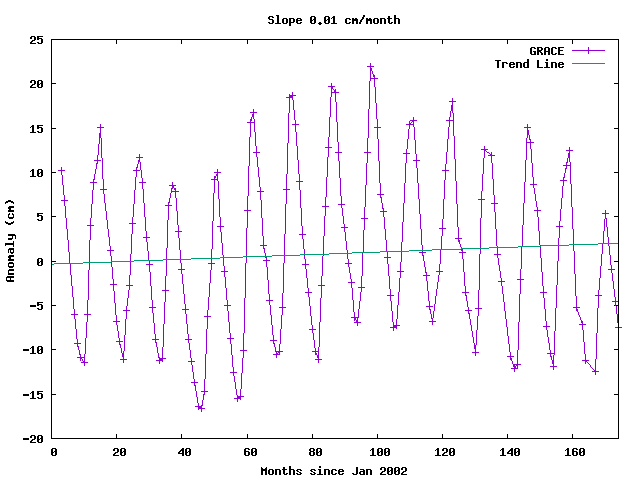 Slope 0.01 cm/month
GRACE
Trend Line
25
20
15
10
5
0
-5
-10
-15
-20
Anomaly (cm)
0 20 40 60 80 100 120 140 160
Months since Jan 2002